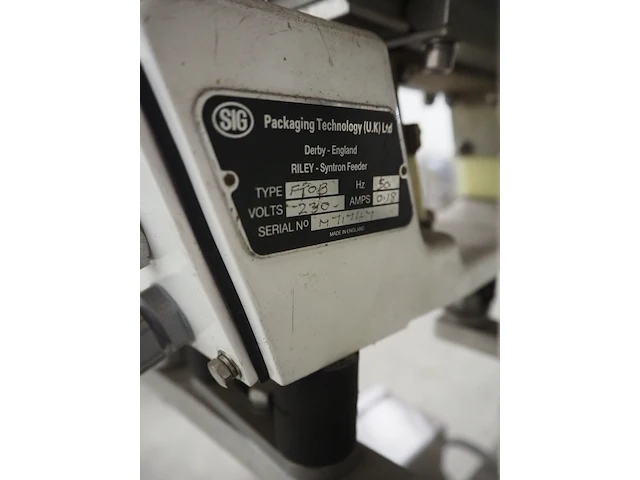 SIG Packaging Technology (U.K) Ltd
Derby - England
RILEY - Syntron Feeder
TYPE Hz 50
VOLTS 230 AMPS 0.18
SERIAL No
MADE IN ENGLAND